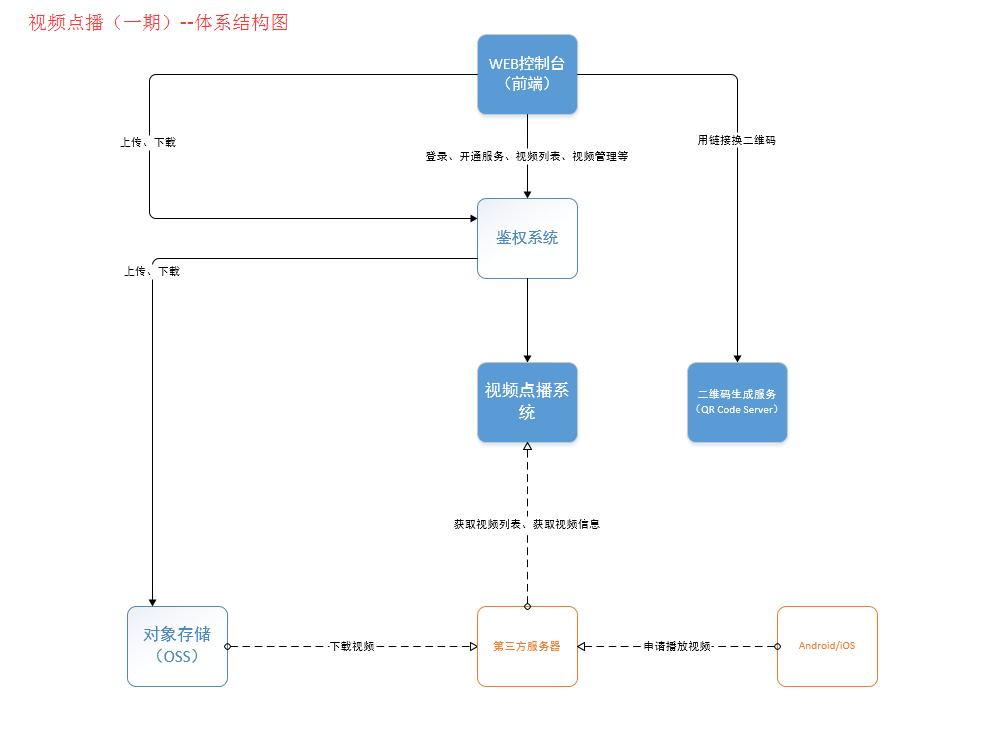 视频点播（一期）--体系结构图
WEB控制台
（前端）
上传、下载
用链接换二维码
登录、开通服务、视频列表、视频管理等
鉴权系统
上传、下载
视频点播系
统
二维码生成服务
（QR Code Server）
获取视频列表、获取视频信息
对象存储
（OSS）
下载视频
第三方服务器
申请播放视频
Android/iOS